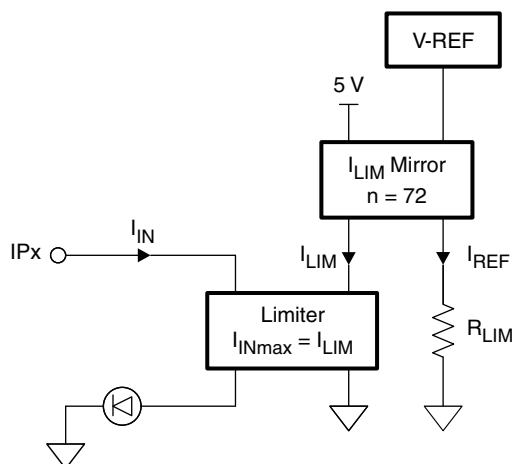 V-REF
5 V
I_LIM Mirror
n = 72
I_IN
IPx
I_LIM
I_REF
Limiter
I_INmax = I_LIM
R_LIM